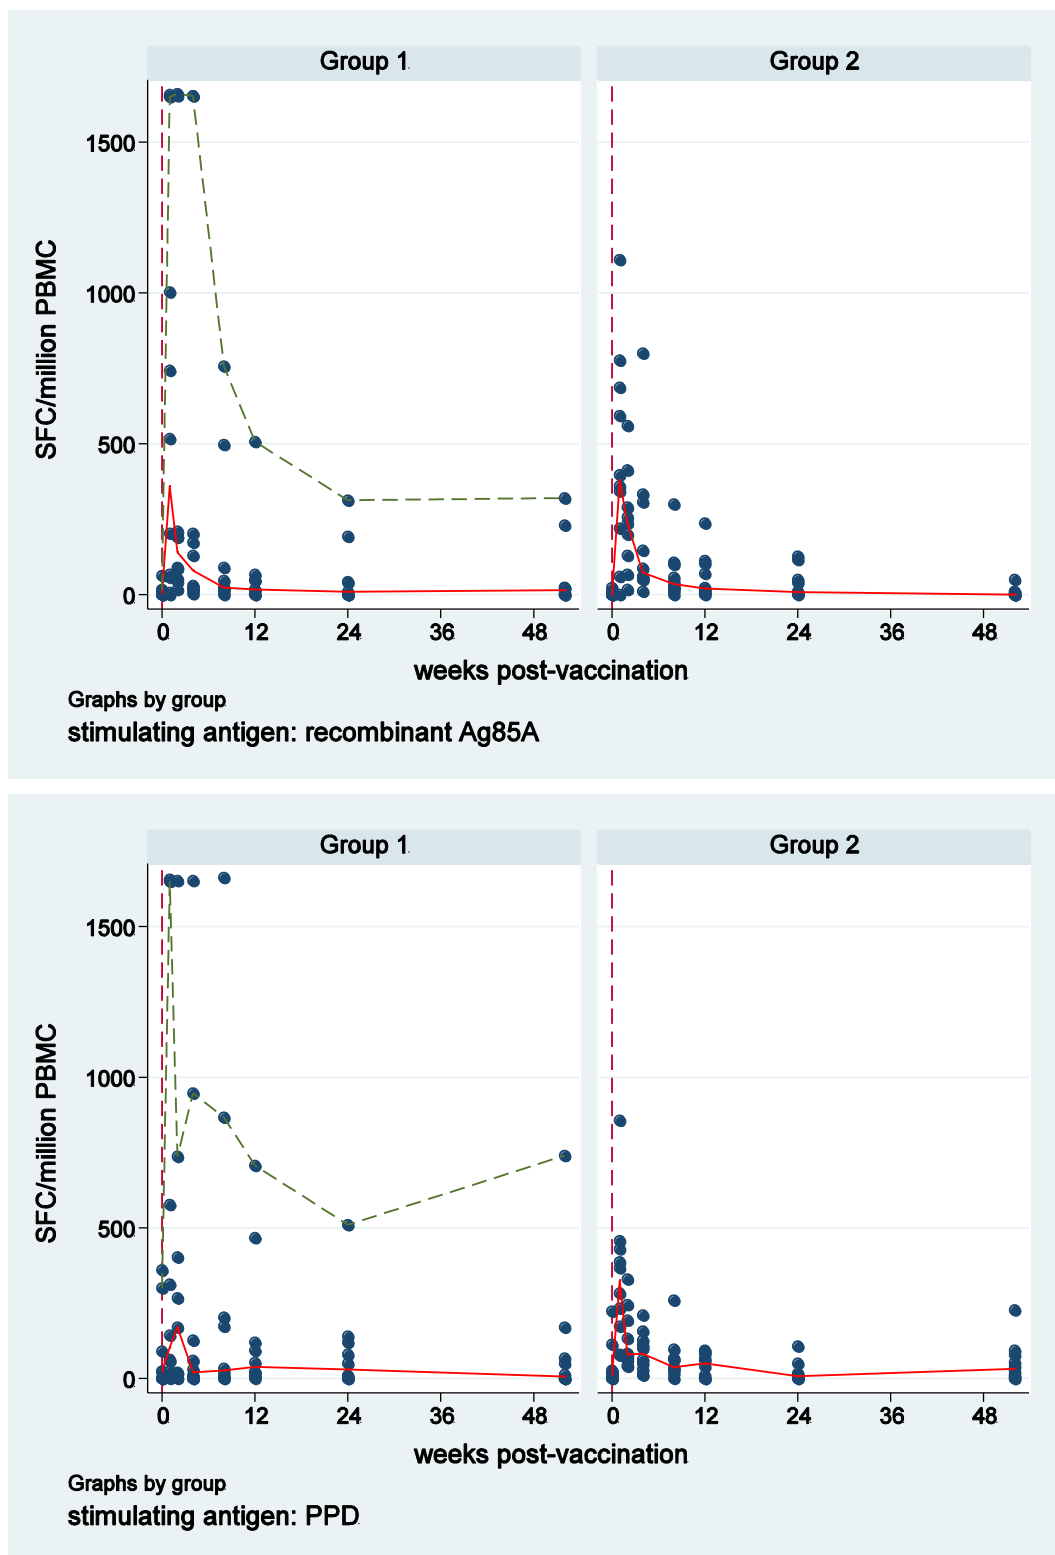 Group 1
Group 2
1500
1000
500
0
SFC/million PBMC
0 12 24 36 48
0 12 24 36 48
weeks post-vaccination
Graphs by group
stimulating antigen: recombinant Ag85A
Group 1
Group 2
1500
1000
500
0
SFC/million PBMC
0 12 24 36 48
0 12 24 36 48
weeks post-vaccination
Graphs by group
stimulating antigen: PPD